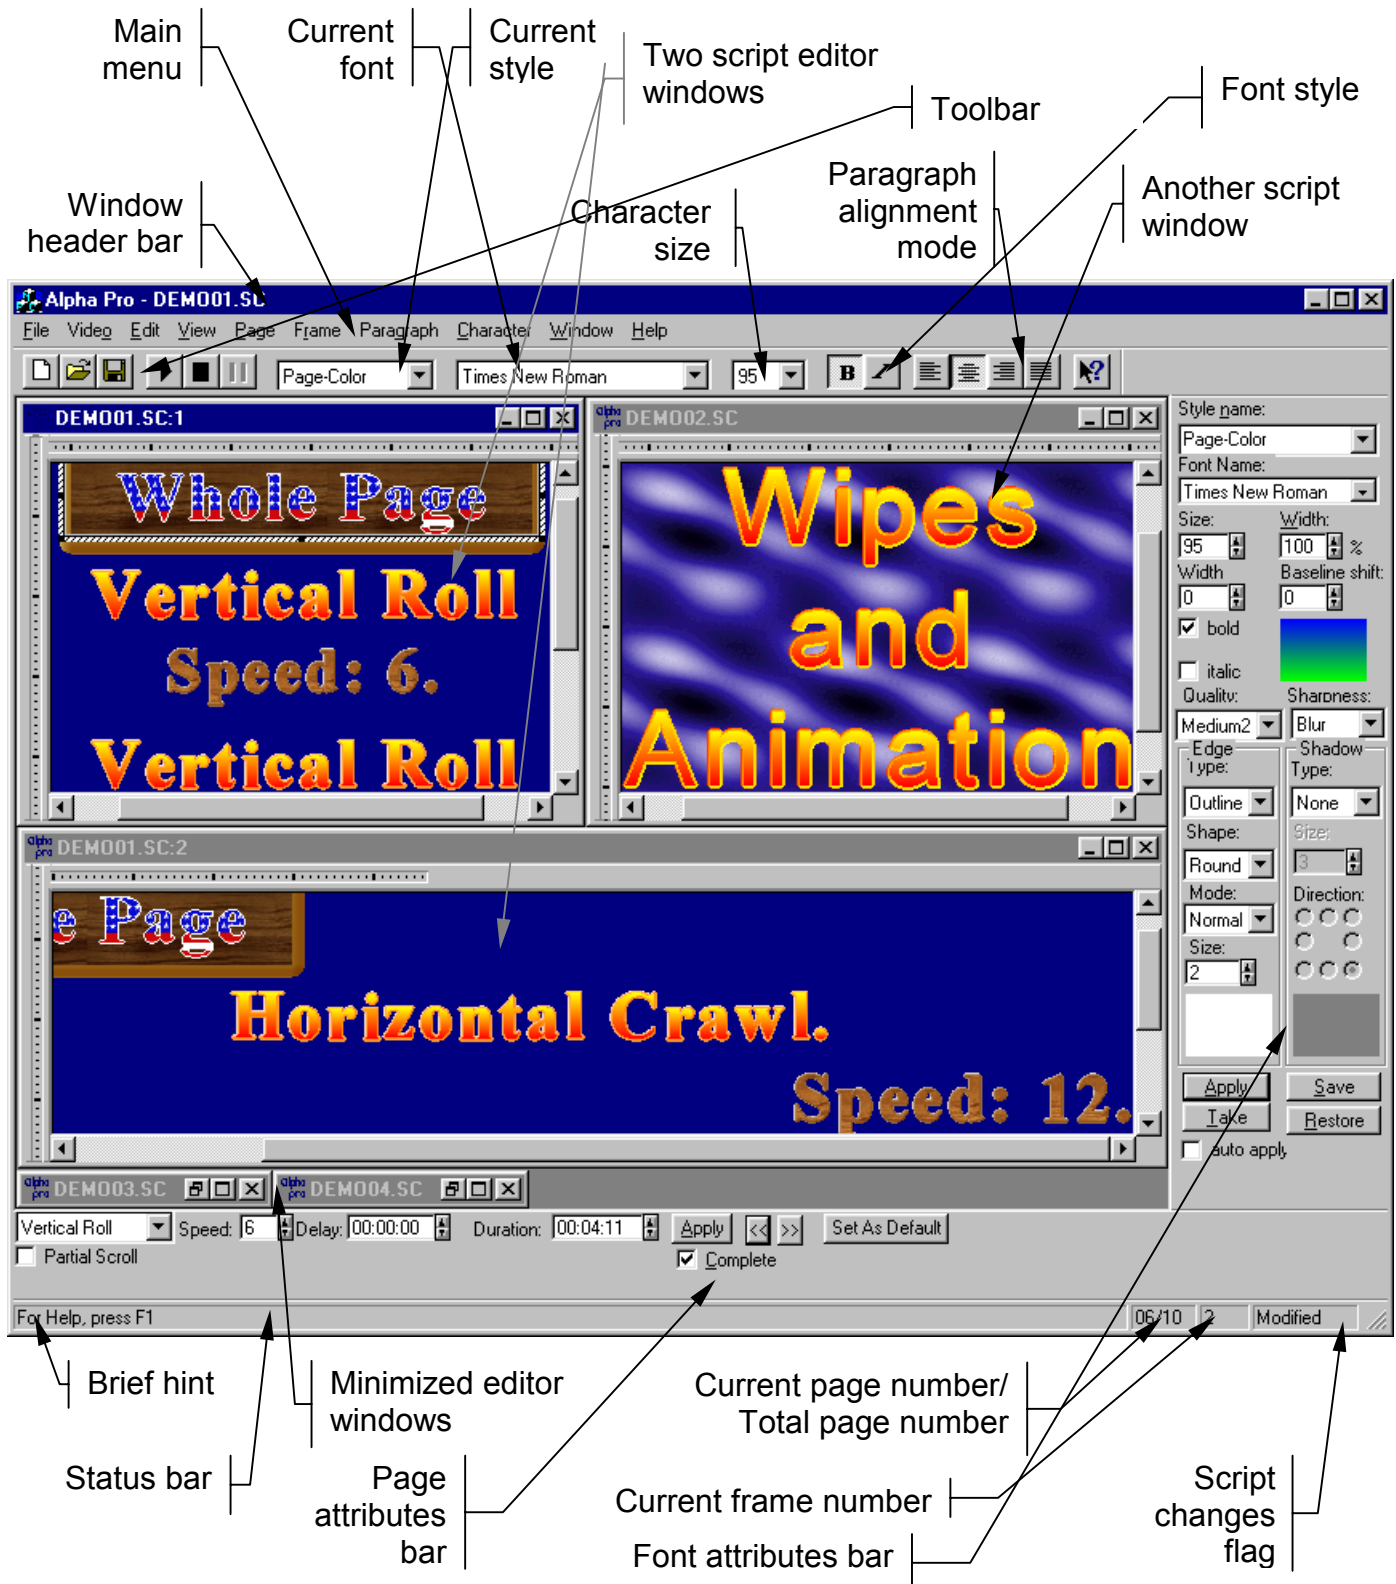 Main
menu
Current
font
Current
style
Two script editor
windows
Toolbar
Font style
Window
header bar
Character
size
Paragraph
alignment
mode
Another script
window
Alpha Pro - DEMO01.SC
File Video Edit View Page Frame Paragraph Character Window Help
Page-Color Times New Roman 95 B I ?
DEMO01.SC:1
Whole Page
Vertical Roll
Speed: 6.
Vertical Roll
Alpha
pro DEMO02.SC
Wipes
and
Animation
Alpha
pro DEMO01.SC:2
e Page
Horizontal Crawl.
Speed: 12.
Alpha
pro DEMO03.SC
Alpha
pro DEMO04.SC
Style name:
Page-Color
Font Name:
Times New Roman
Size: Width:
95 100 %
Width Baseline shift:
0 0
bold
italic
Quality: Sharpness:
Medium2 Blur
Edge Shadow
Type: Type:
Outline None
Shape: Size:
Round 3
Mode: Direction:
Normal
Size:
2
Apply Save
Take Restore
auto apply
Vertical Roll Speed: 6 Delay: 00:00:00 Duration: 00:04:11 Apply << >> Set As Default
Partial Scroll Complete
For Help, press F1 06/10 2 Modified
Brief hint
Minimized editor
windows
Current page number/
Total page number
Status bar
Page
attributes
bar
Current frame number
Font attributes bar
Script
changes
flag